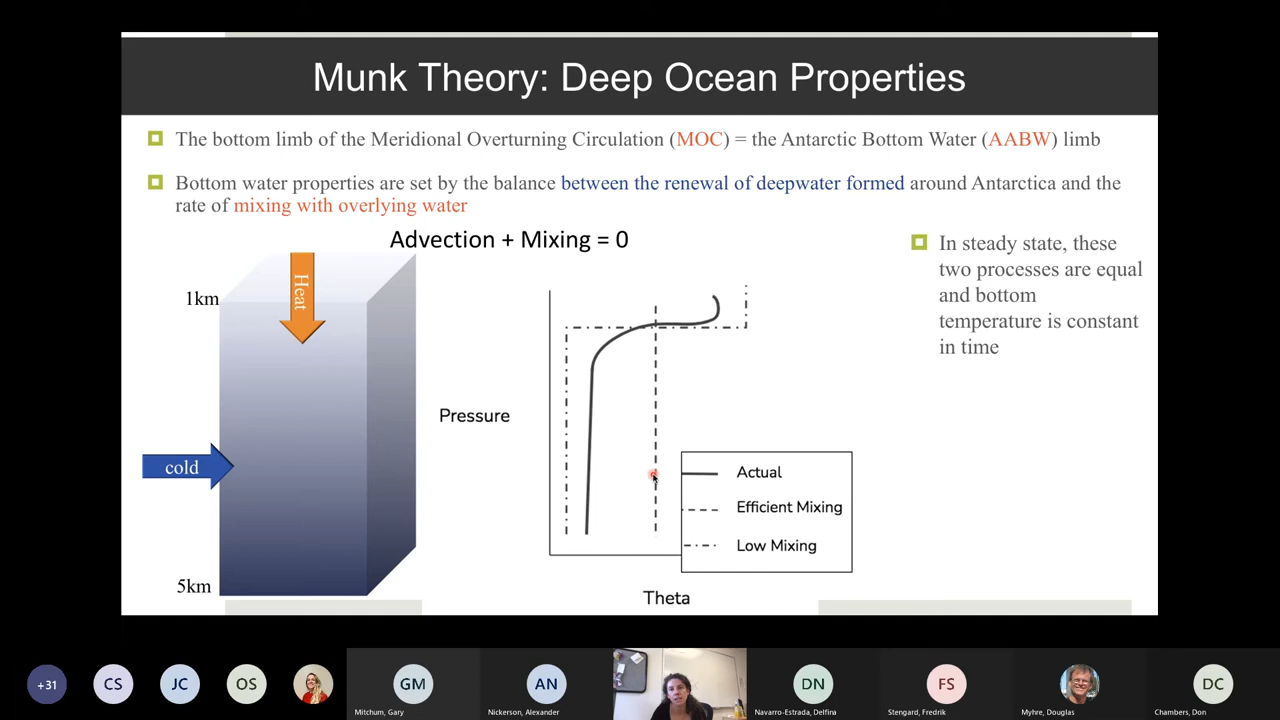 Munk Theory: Deep Ocean Properties
The bottom limb of the Meridional Overturning Circulation (MOC) = the Antarctic Bottom Water (AABW) limb
Bottom water properties are set by the balance between the renewal of deepwater formed around Antarctica and the
rate of mixing with overlying water
Advection + Mixing = 0
In steady state, these
two processes are equal
and bottom
temperature is constant
in time
Heat
1km
cold
5km
Pressure
Actual
Efficient Mixing
Low Mixing
Theta
+31
CS
JC
OS
GM
AN
DN
FS
DC
Mitchum, Gary
Nickerson, Alexander
Navarro-Estrada, Delfina
Stengard, Fredrik
Myhre, Douglas
Chambers, Don